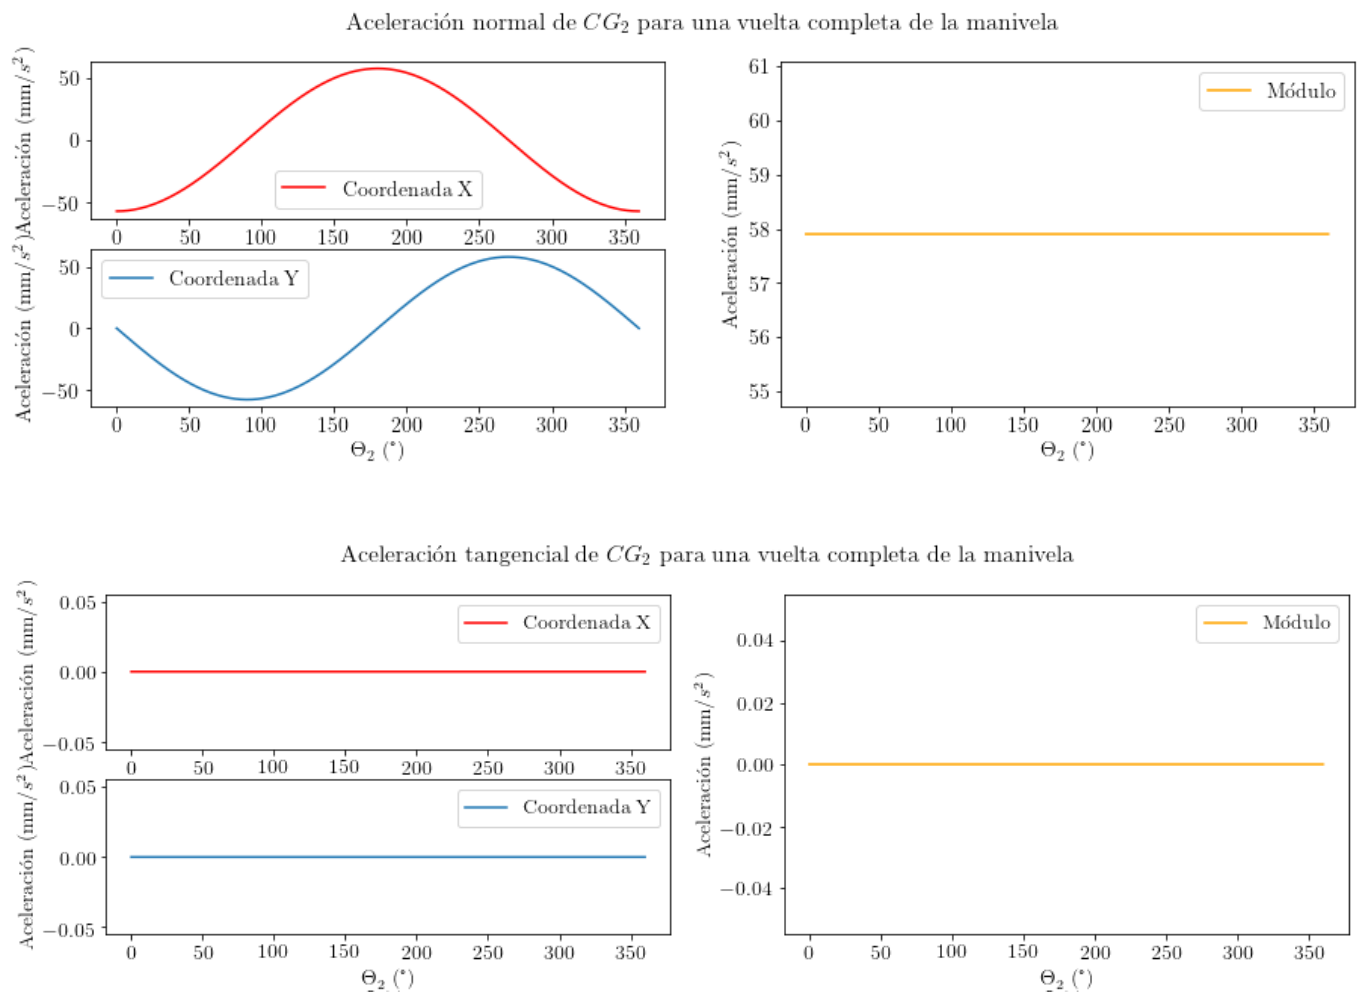 Aceleración normal de CG₂ para una vuelta completa de la manivela
Aceleración (mm/s²)
50
0
−50
Coordenada X
0 50 100 150 200 250 300 350
Aceleración (mm/s²)
50
0
−50
Coordenada Y
0 50 100 150 200 250 300 350
Θ₂ (°)
Aceleración (mm/s²)
61
60
59
58
57
56
55
Módulo
0 50 100 150 200 250 300 350
Θ₂ (°)
Aceleración tangencial de CG₂ para una vuelta completa de la manivela
Aceleración (mm/s²)
0.05
0.00
−0.05
Coordenada X
0 50 100 150 200 250 300 350
Aceleración (mm/s²)
0.05
0.00
−0.05
Coordenada Y
0 50 100 150 200 250 300 350
Θ₂ (°)
Aceleración (mm/s²)
0.04
0.02
0.00
−0.02
−0.04
Módulo
0 50 100 150 200 250 300 350
Θ₂ (°)